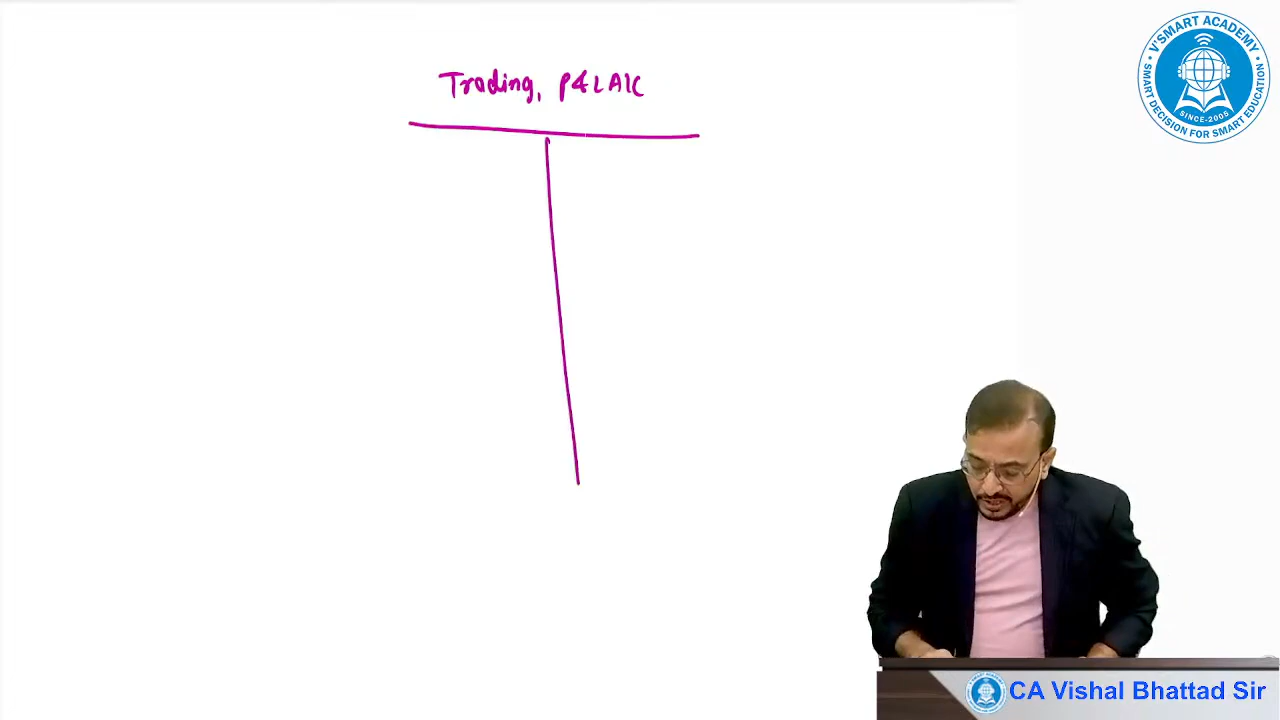 Trading, P&L A/c
V'SMART ACADEMY
SMART DECISION FOR SMART EDUCATION
SINCE-2005
CA Vishal Bhattad Sir